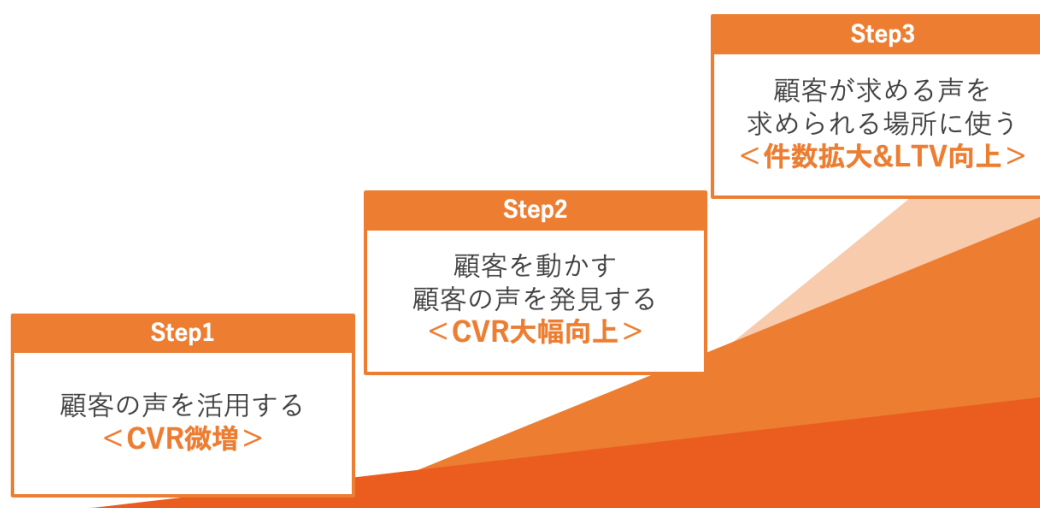 Step3
顧客が求める声を
求められる場所に使う
＜件数拡大&LTV向上＞
Step2
顧客を動かす
顧客の声を発見する
＜CVR大幅向上＞
Step1
顧客の声を活用する
＜CVR微増＞